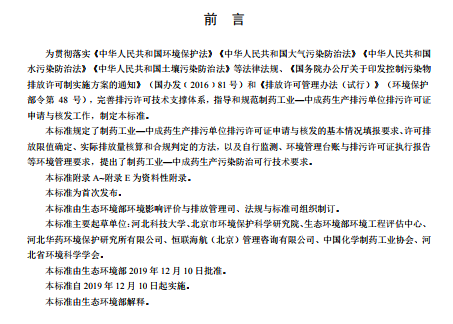 前 言
为贯彻落实《中华人民共和国环境保护法》《中华人民共和国大气污染防治法》《中华人民共和国
水污染防治法》《中华人民共和国土壤污染防治法》等法律法规、《国务院办公厅关于印发控制污染物
排放许可制实施方案的通知》（国办发〔2016〕81 号）和《排放许可管理办法（试行）》（环境保护
部令第 48 号），完善排污许可技术支撑体系，指导和规范制药工业—中成药生产排污单位排污许可证
申请与核发工作，制定本标准。
本标准规定了制药工业—中成药生产排污单位排污许可证申请与核发的基本情况填报要求、许可排
放限值确定、实际排放量核算和合规判定的方法，以及自行监测、环境管理台账与排污许可证执行报告
等环境管理要求，提出了制药工业—中成药生产污染防治可行技术要求。
本标准附录 A~附录 E 为资料性附录。
本标准为首次发布。
本标准由生态环境部环境影响评价与排放管理司、法规与标准司组织制订。
本标准主要起草单位：河北科技大学、北京市环境保护科学研究院、生态环境部环境工程评估中心、
河北华药环境保护研究所有限公司、恒联海航（北京）管理咨询有限公司、中国化学制药工业协会、河
北省环境科学学会。
本标准由生态环境部 2019 年 12 月 10 日批准。
本标准自 2019 年 12 月 10 日起实施。
本标准由生态环境部解释。